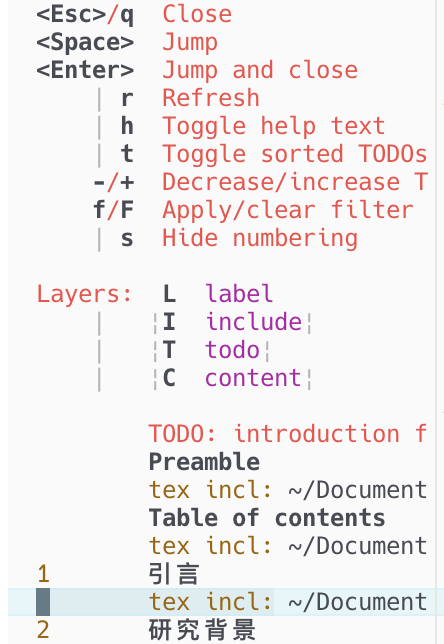 <Esc>/q Close
<Space> Jump
<Enter> Jump and close
| r Refresh
| h Toggle help text
| t Toggle sorted TODOs
-/+ Decrease/increase T
f/F Apply/clear filter
| s Hide numbering
Layers: L label
| ¦I include¦
| ¦T todo¦
| ¦C content¦
TODO: introduction f
Preamble
tex incl: ~/Document
Table of contents
tex incl: ~/Document
1 引言
tex incl: ~/Document
2 研究背景